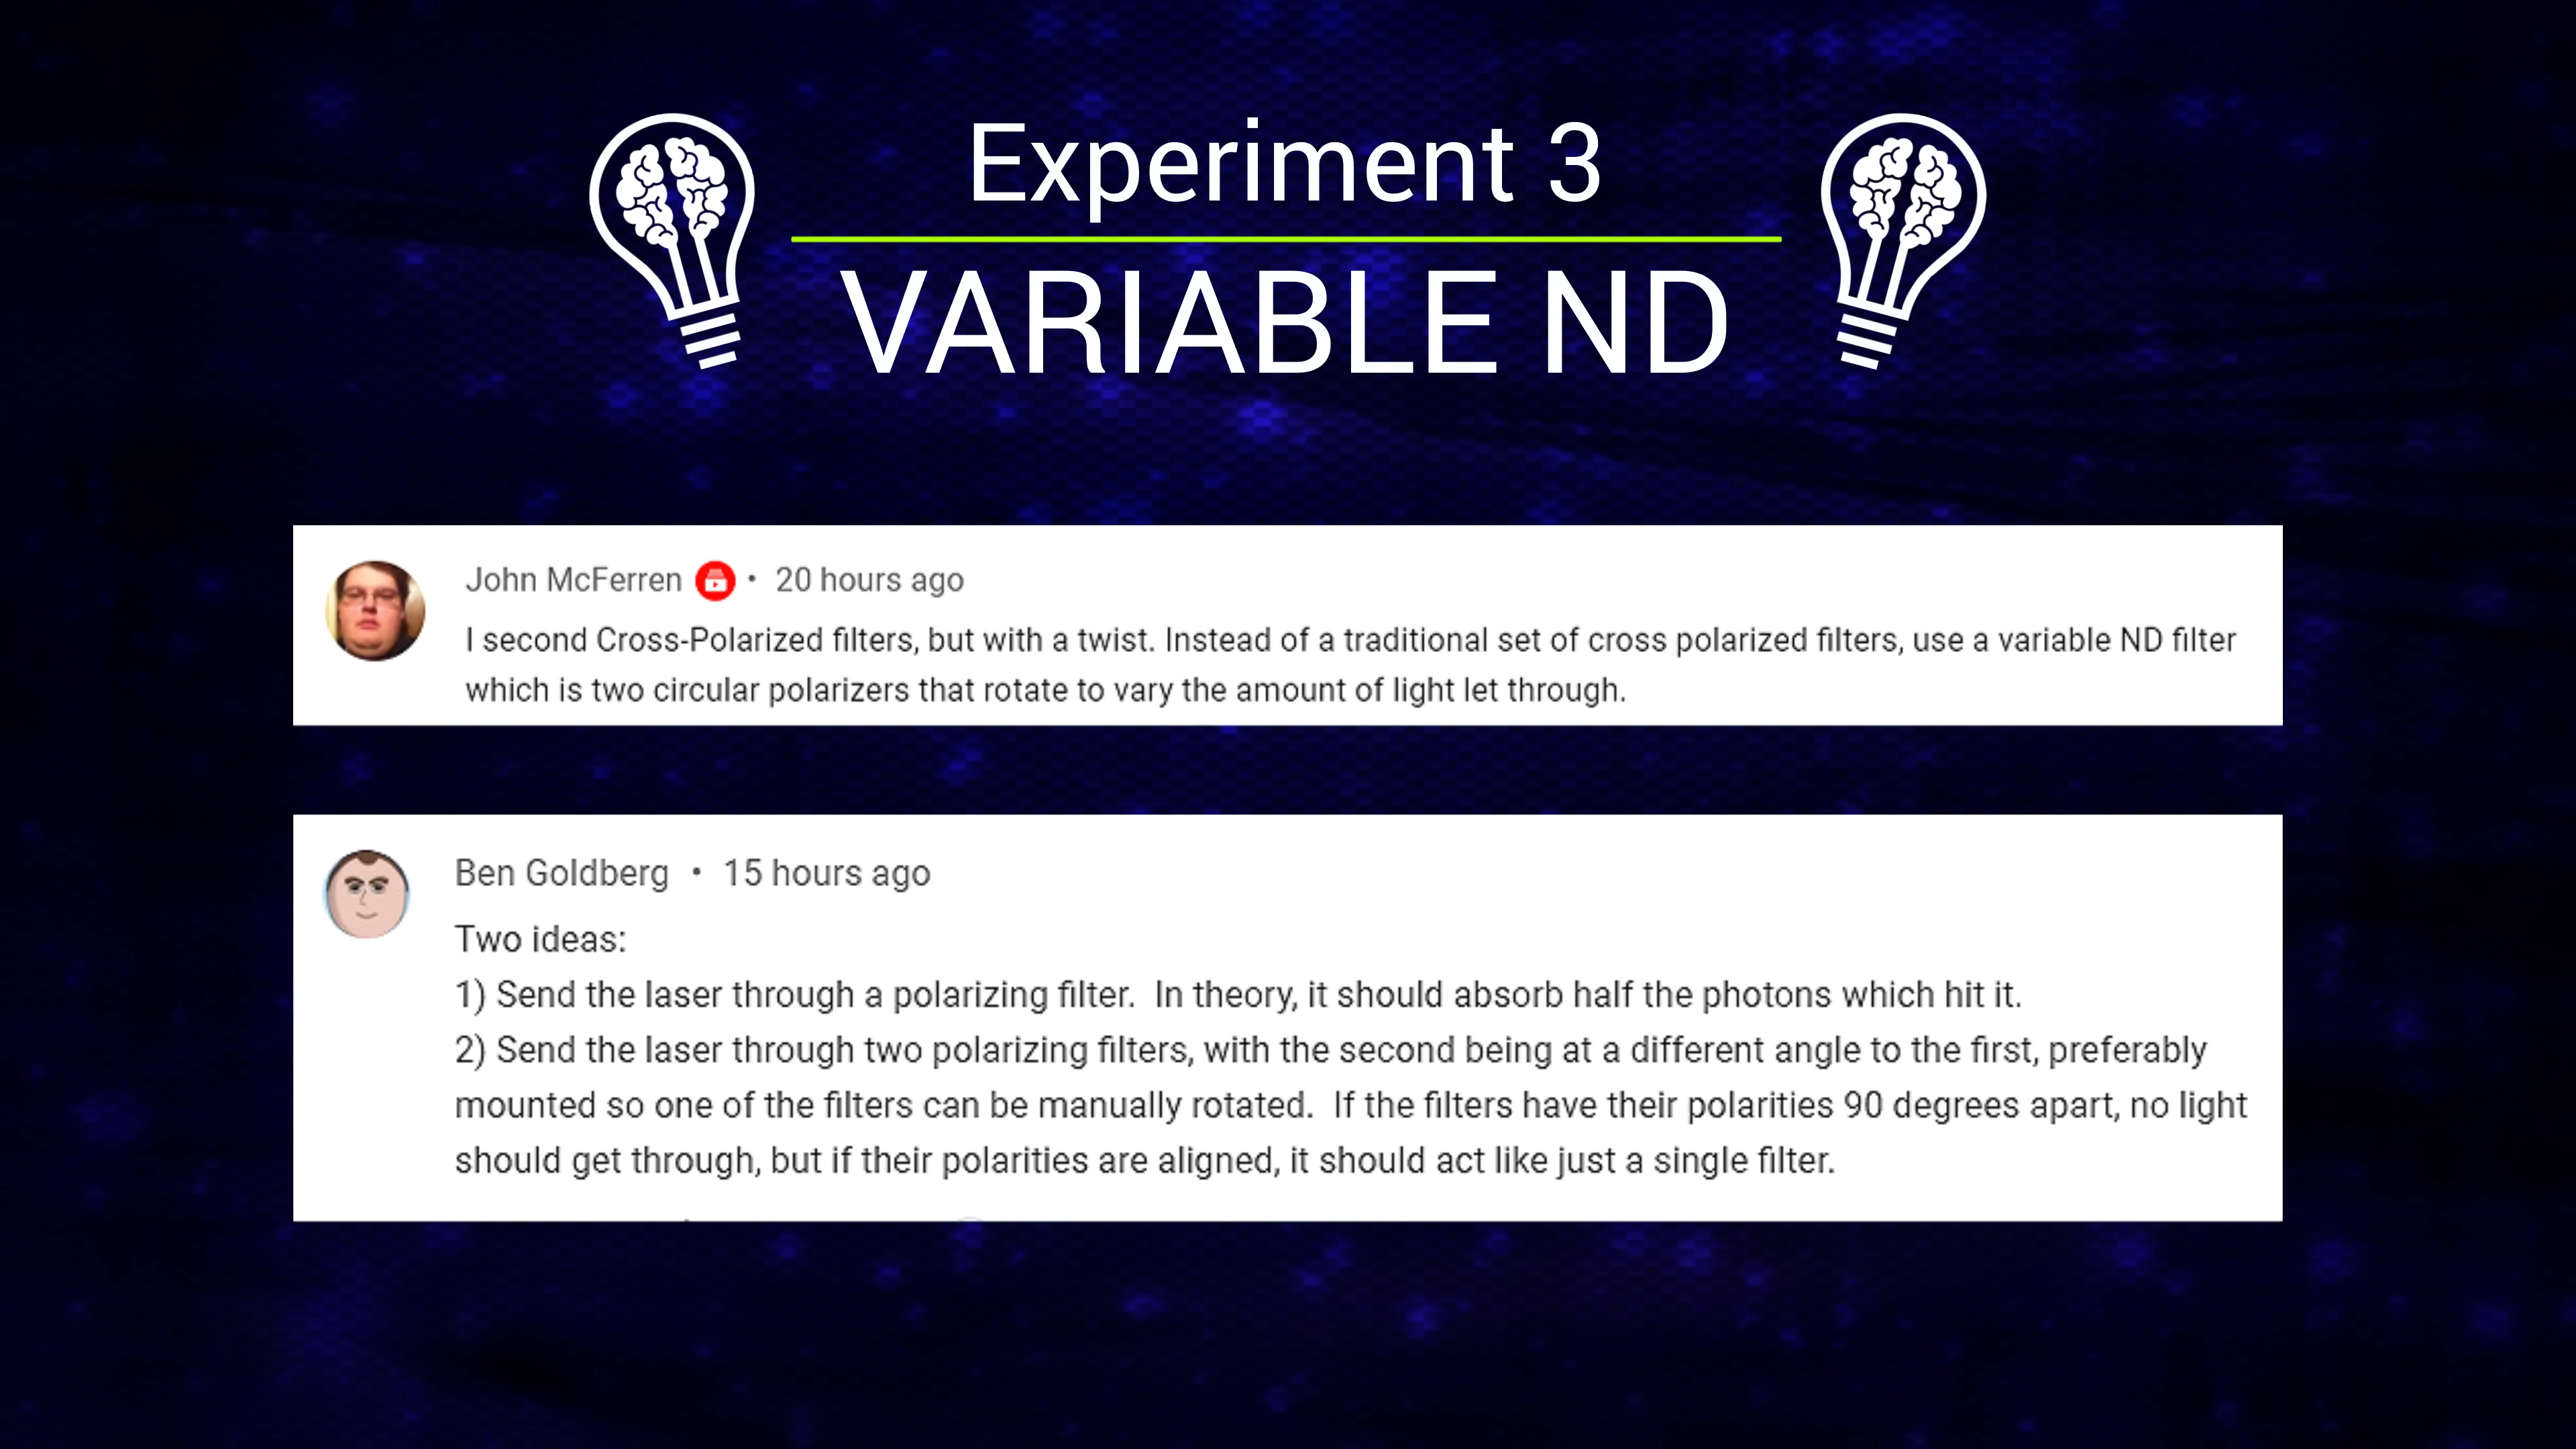 Experiment 3
VARIABLE ND
John McFerren • 20 hours ago
I second Cross-Polarized filters, but with a twist. Instead of a traditional set of cross polarized filters, use a variable ND filter
which is two circular polarizers that rotate to vary the amount of light let through.
Ben Goldberg • 15 hours ago
Two ideas:
1) Send the laser through a polarizing filter.  In theory, it should absorb half the photons which hit it.
2) Send the laser through two polarizing filters, with the second being at a different angle to the first, preferably
mounted so one of the filters can be manually rotated.  If the filters have their polarities 90 degrees apart, no light
should get through, but if their polarities are aligned, it should act like just a single filter.